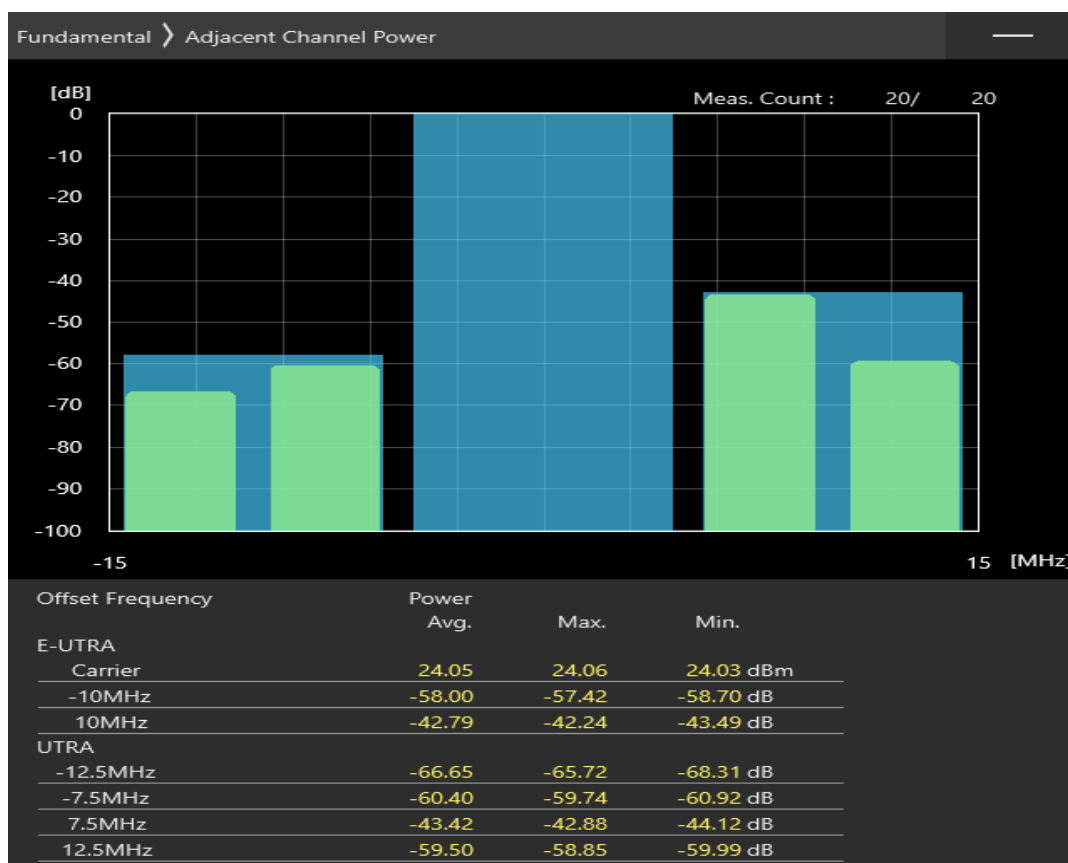 Fundamental 〉 Adjacent Channel Power
[dB]
Meas. Count : 20/ 20
0
-10
-20
-30
-40
-50
-60
-70
-80
-90
-100
-15 15 [MHz]
Offset Frequency Power
Avg. Max. Min.
E-UTRA
Carrier 24.05 24.06 24.03 dBm
-10MHz -58.00 -57.42 -58.70 dB
10MHz -42.79 -42.24 -43.49 dB
UTRA
-12.5MHz -66.65 -65.72 -68.31 dB
-7.5MHz -60.40 -59.74 -60.92 dB
7.5MHz -43.42 -42.88 -44.12 dB
12.5MHz -59.50 -58.85 -59.99 dB